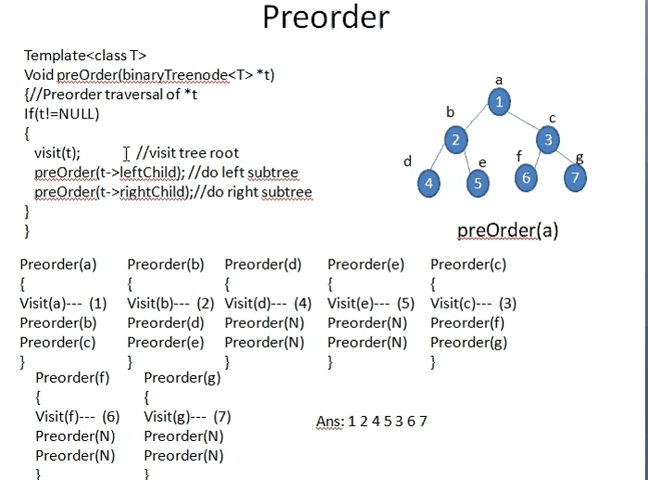 Preorder
Template<class T>
Void preOrder(binaryTreenode<T> *t)
{//Preorder traversal of *t
If(t!=NULL)
{
visit(t); //visit tree root
preOrder(t->leftChild); //do left subtree
preOrder(t->rightChild);//do right subtree
}
}
a
1
b
c
2
3
d
e
f
g
4
5
6
7
preOrder(a)
Preorder(a) Preorder(b) Preorder(d) Preorder(e) Preorder(c)
{ { { { {
Visit(a)--- (1) Visit(b)--- (2) Visit(d)--- (4) Visit(e)--- (5) Visit(c)--- (3)
Preorder(b) Preorder(d) Preorder(N) Preorder(N) Preorder(f)
Preorder(c) Preorder(e) Preorder(N) Preorder(N) Preorder(g)
} } } } }
Preorder(f) Preorder(g)
{ {
Visit(f)--- (6) Visit(g)--- (7)
Preorder(N) Preorder(N)
Preorder(N) Preorder(N)
} }
Ans: 1 2 4 5 3 6 7